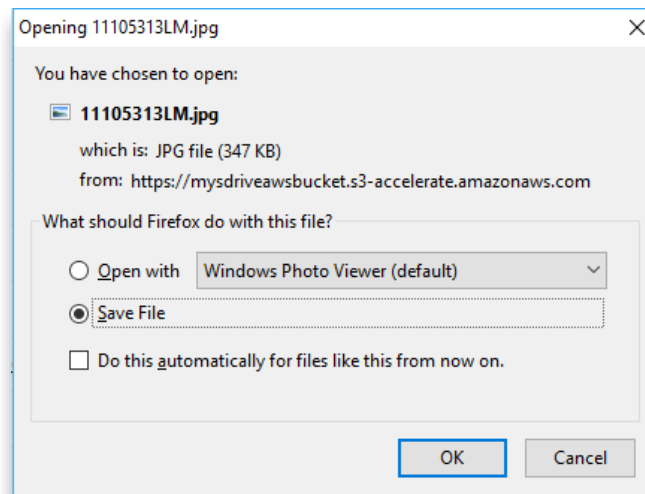 Opening 11105313LM.jpg
You have chosen to open:
11105313LM.jpg
which is: JPG file (347 KB)
from: https://mysdriveawsbucket.s3-accelerate.amazonaws.com
What should Firefox do with this file?
Open with Windows Photo Viewer (default)
Save File
Do this automatically for files like this from now on.
OK Cancel